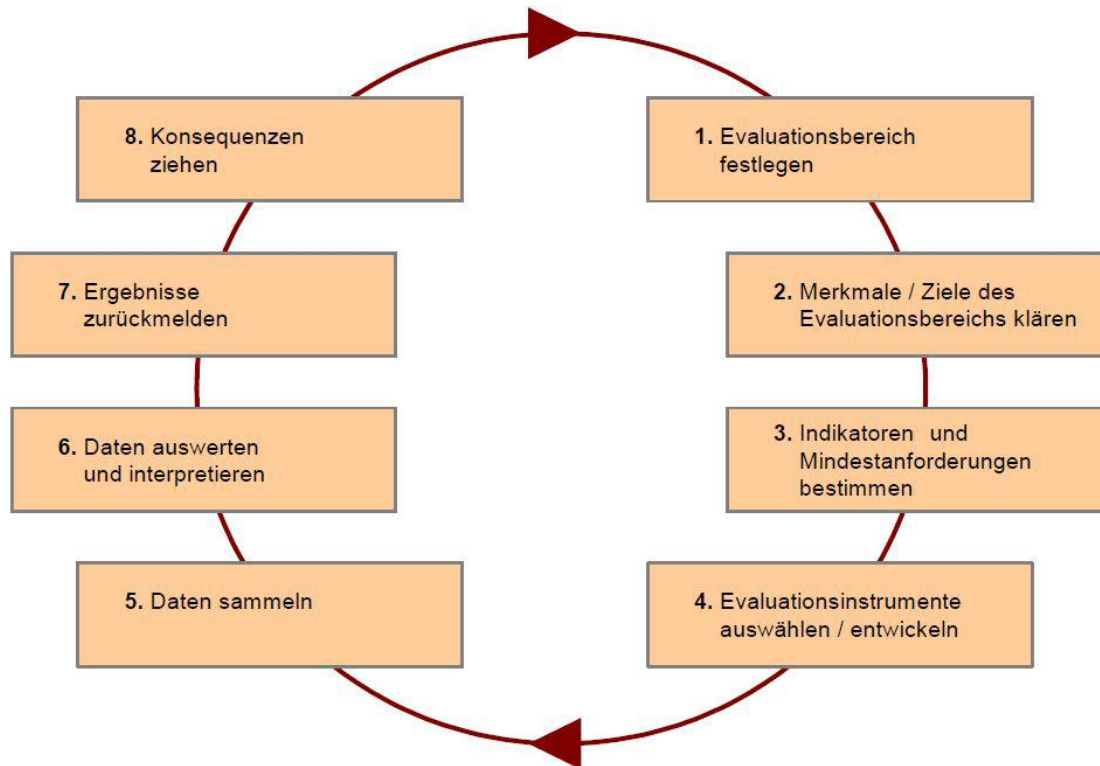 1. Evaluationsbereich
festlegen
2. Merkmale / Ziele des
Evaluationsbereichs klären
3. Indikatoren und
Mindestanforderungen
bestimmen
4. Evaluationsinstrumente
auswählen / entwickeln
5. Daten sammeln
6. Daten auswerten
und interpretieren
7. Ergebnisse
zurückmelden
8. Konsequenzen
ziehen